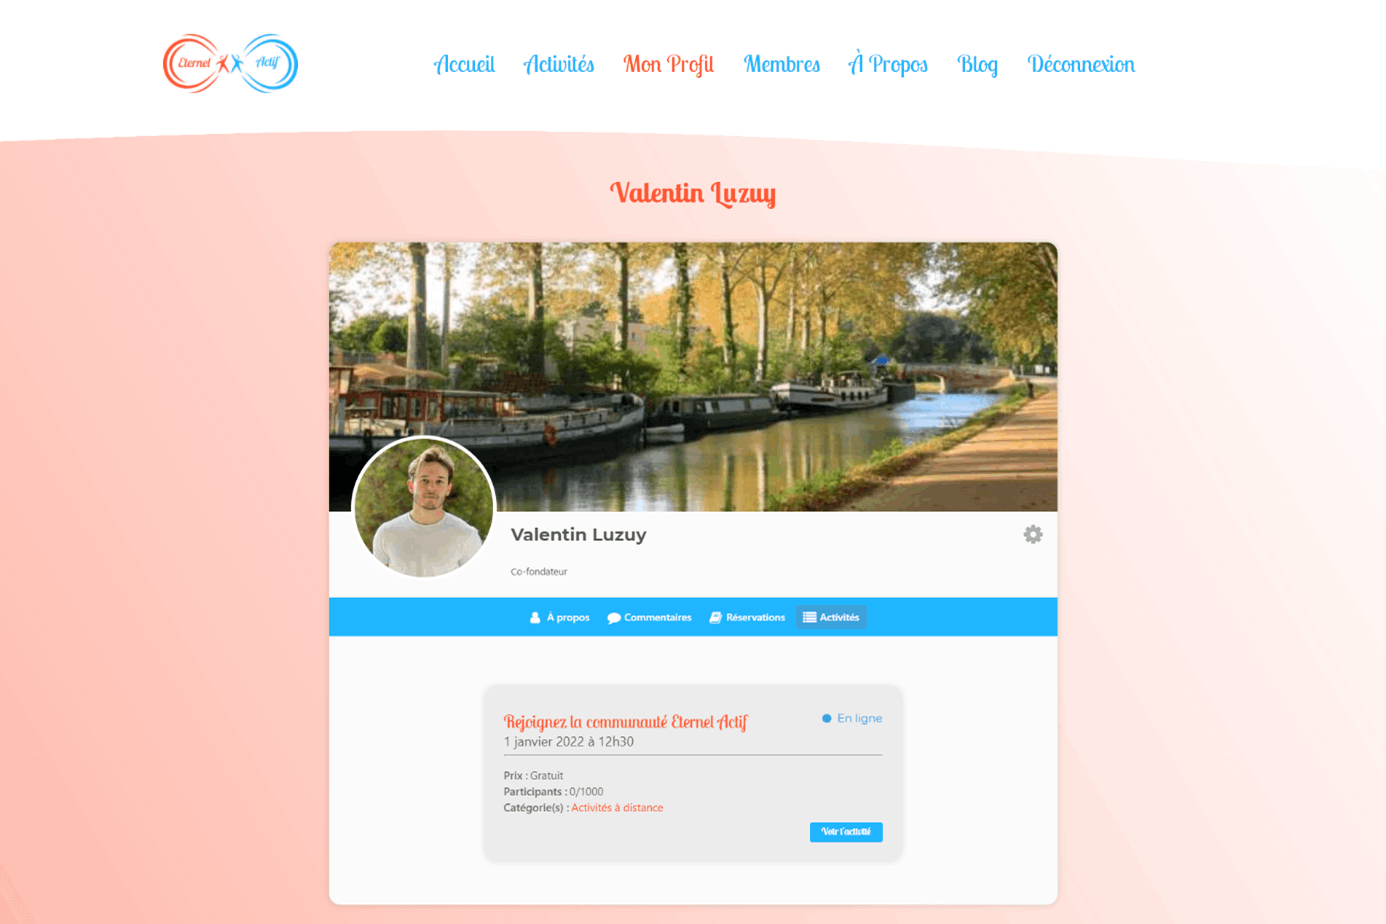 Eternel Actif
Accueil Activités Mon Profil Membres À Propos Blog Déconnexion
Valentin Luzuy
Valentin Luzuy
Co-fondateur
À propos Commentaires Réservations Activités
Rejoignez la communauté Eternel Actif
En ligne
1 janvier 2022 à 12h30
Prix : Gratuit
Participants : 0/1000
Catégorie(s) : Activités à distance
Voir l'activité